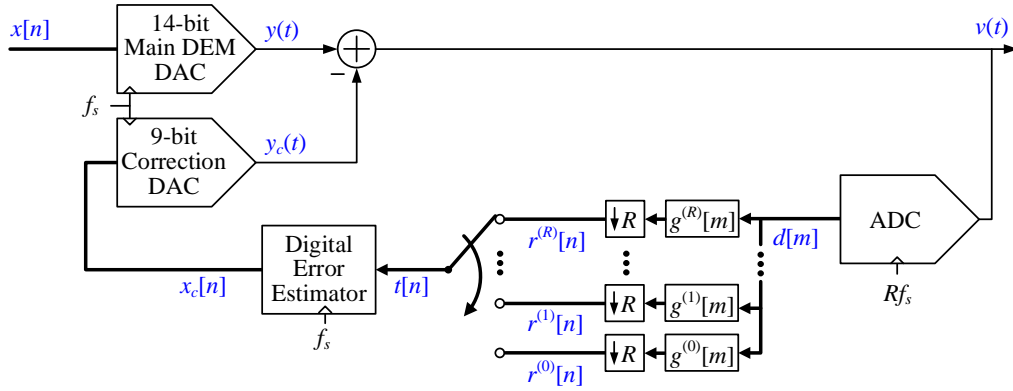 x[n]
14-bit
Main DEM
DAC
y(t)
+
−
v(t)
f_s
9-bit
Correction
DAC
y_c(t)
ADC
Rf_s
d[m]
g^{(R)}[m]
↓R
r^{(R)}[n]
g^{(1)}[m]
↓R
r^{(1)}[n]
g^{(0)}[m]
↓R
r^{(0)}[n]
t[n]
Digital
Error
Estimator
f_s
x_c[n]